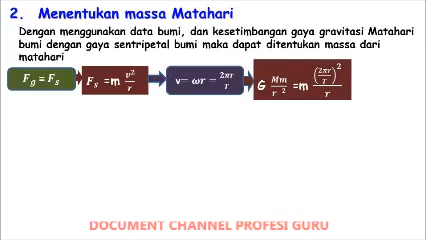 2. Menentukan massa Matahari
Dengan menggunakan data bumi, dan kesetimbangan gaya gravitasi Matahari
bumi dengan gaya sentripetal bumi maka dapat ditentukan massa dari
matahari
F_g = F_s
F_s =m v²/r
v= ωr = 2πr/T
G Mm/r² =m (2πr/T)²/r
DOCUMENT CHANNEL PROFESI GURU